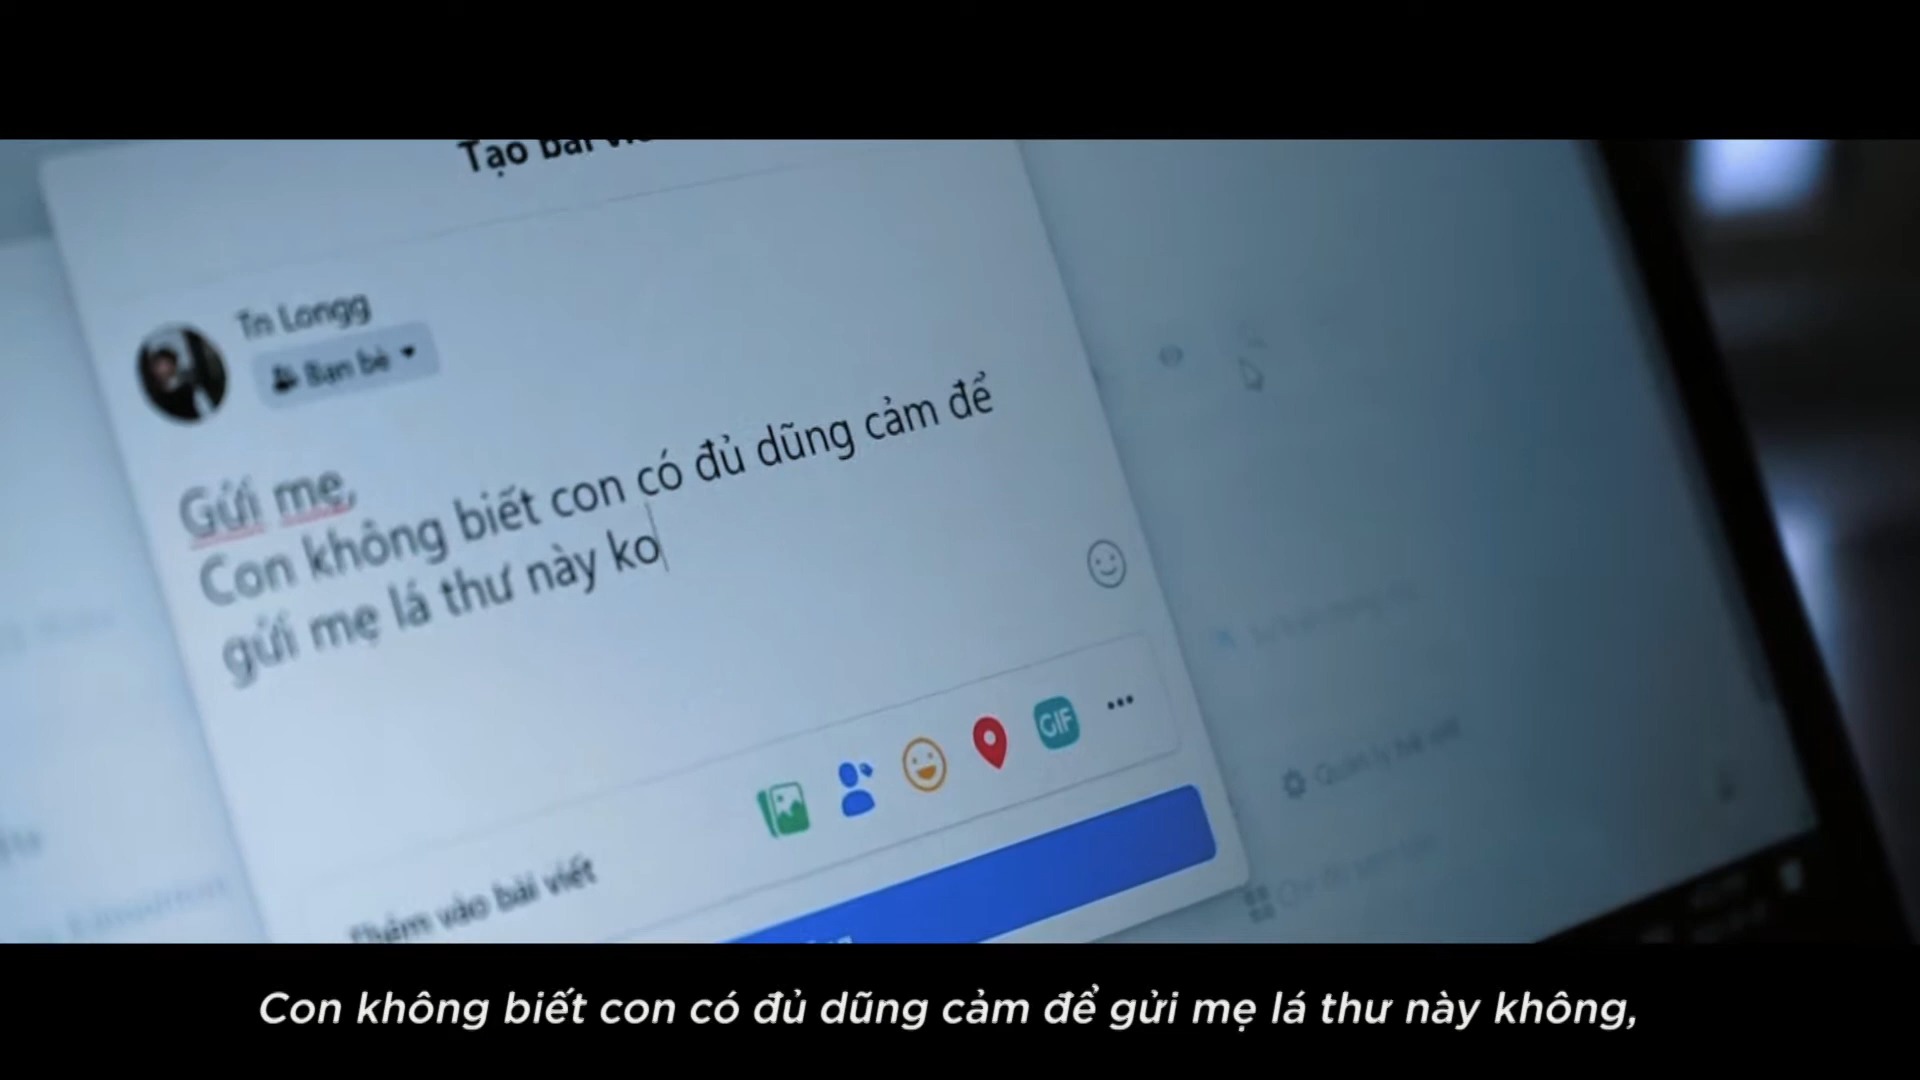 Tạo bài
Tn Longg
Bạn bè
Gửi mẹ,
Con không biết con có đủ dũng cảm để
gửi mẹ lá thư này ko
GIF
Thêm vào bài viết
Con không biết con có đủ dũng cảm để gửi mẹ lá thư này không,